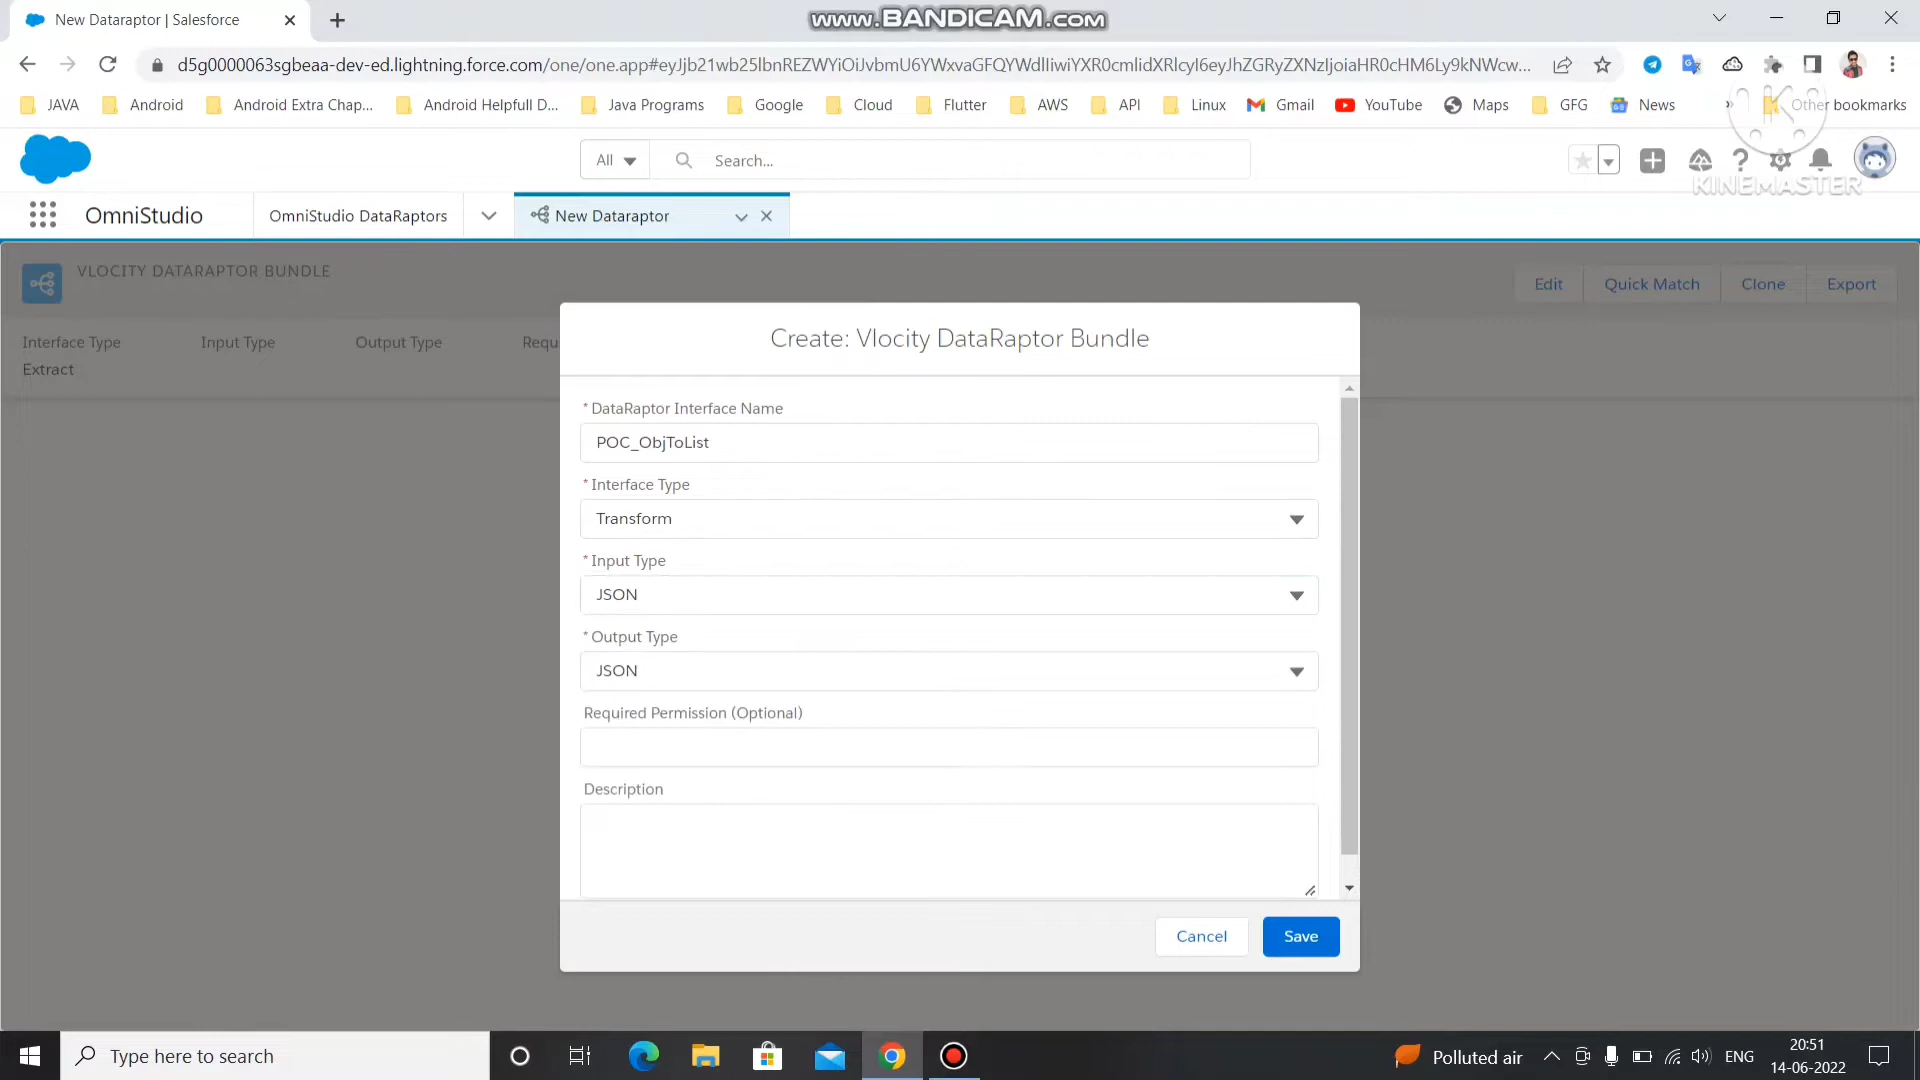 New Dataraptor | Salesforce
www.BANDICAM.com
d5g0000063sgbeaa-dev-ed.lightning.force.com/one/one.app#eyJjb21wb25lbnREZWYiOiJvbmU6YWxvaGFQYWdlIiwiYXR0cmlidXRlcyI6eyJhZGRyZXNzIjoiaHR0cHM6Ly9kNWcw...
JAVA
Android
Android Extra Chap...
Android Helpfull D...
Java Programs
Google
Cloud
Flutter
AWS
API
Linux
Gmail
YouTube
Maps
GFG
News
»
Other bookmarks
All
Search...
KINEMASTER
OmniStudio
OmniStudio DataRaptors
New Dataraptor
VLOCITY DATARAPTOR BUNDLE
Edit
Quick Match
Clone
Export
Interface Type
Input Type
Output Type
Requ
Extract
Create: Vlocity DataRaptor Bundle
* DataRaptor Interface Name
POC_ObjToList
* Interface Type
Transform
* Input Type
JSON
* Output Type
JSON
Required Permission (Optional)
Description
Cancel
Save
Type here to search
Polluted air
ENG
20:51
14-06-2022